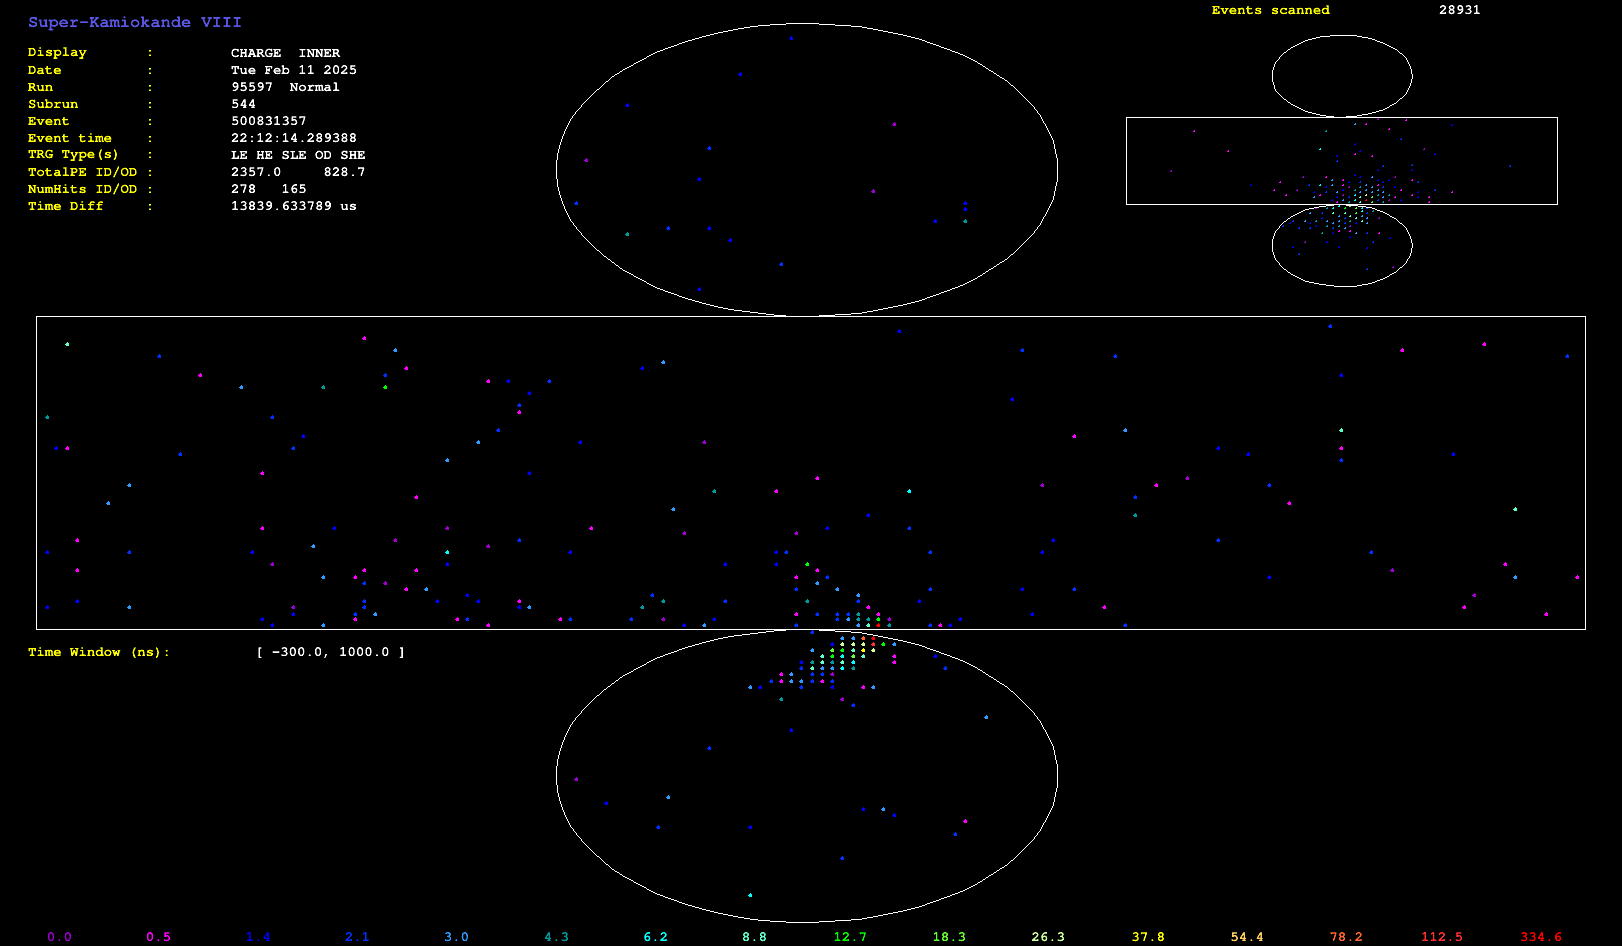 Super-Kamiokande VIII
Events scanned 28931
Display : CHARGE INNER
Date : Tue Feb 11 2025
Run : 95597 Normal
Subrun : 544
Event : 500831357
Event time : 22:12:14.289388
TRG Type(s) : LE HE SLE OD SHE
TotalPE ID/OD : 2357.0 828.7
NumHits ID/OD : 278 165
Time Diff : 13839.633789 us
Time Window (ns): [ -300.0, 1000.0 ]
0.0 0.5 1.4 2.1 3.0 4.3 6.2 8.8 12.7 18.3 26.3 37.8 54.4 78.2 112.5 334.6